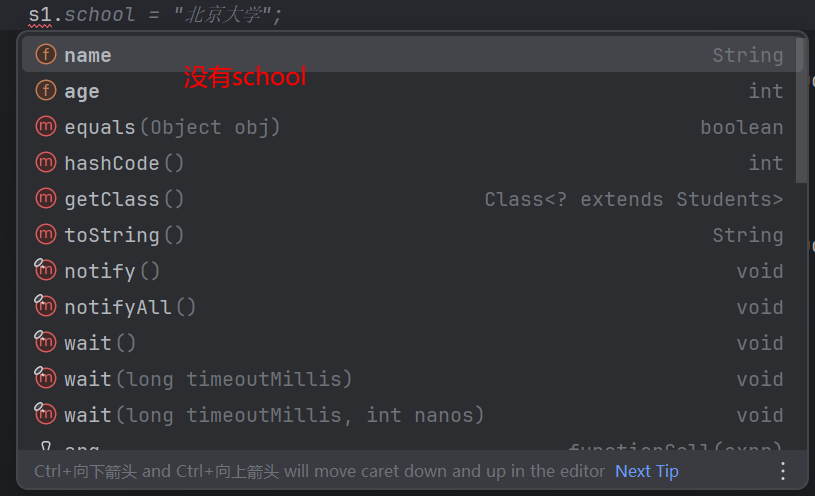 s1.school = "北京大学";
name String
没有school
age int
equals(Object obj) boolean
hashCode() int
getClass() Class<? extends Students>
toString() String
notify() void
notifyAll() void
wait() void
wait(long timeoutMillis) void
wait(long timeoutMillis, int nanos) void
arg functionCall(expr)
Ctrl+向下箭头 and Ctrl+向上箭头 will move caret down and up in the editor Next Tip